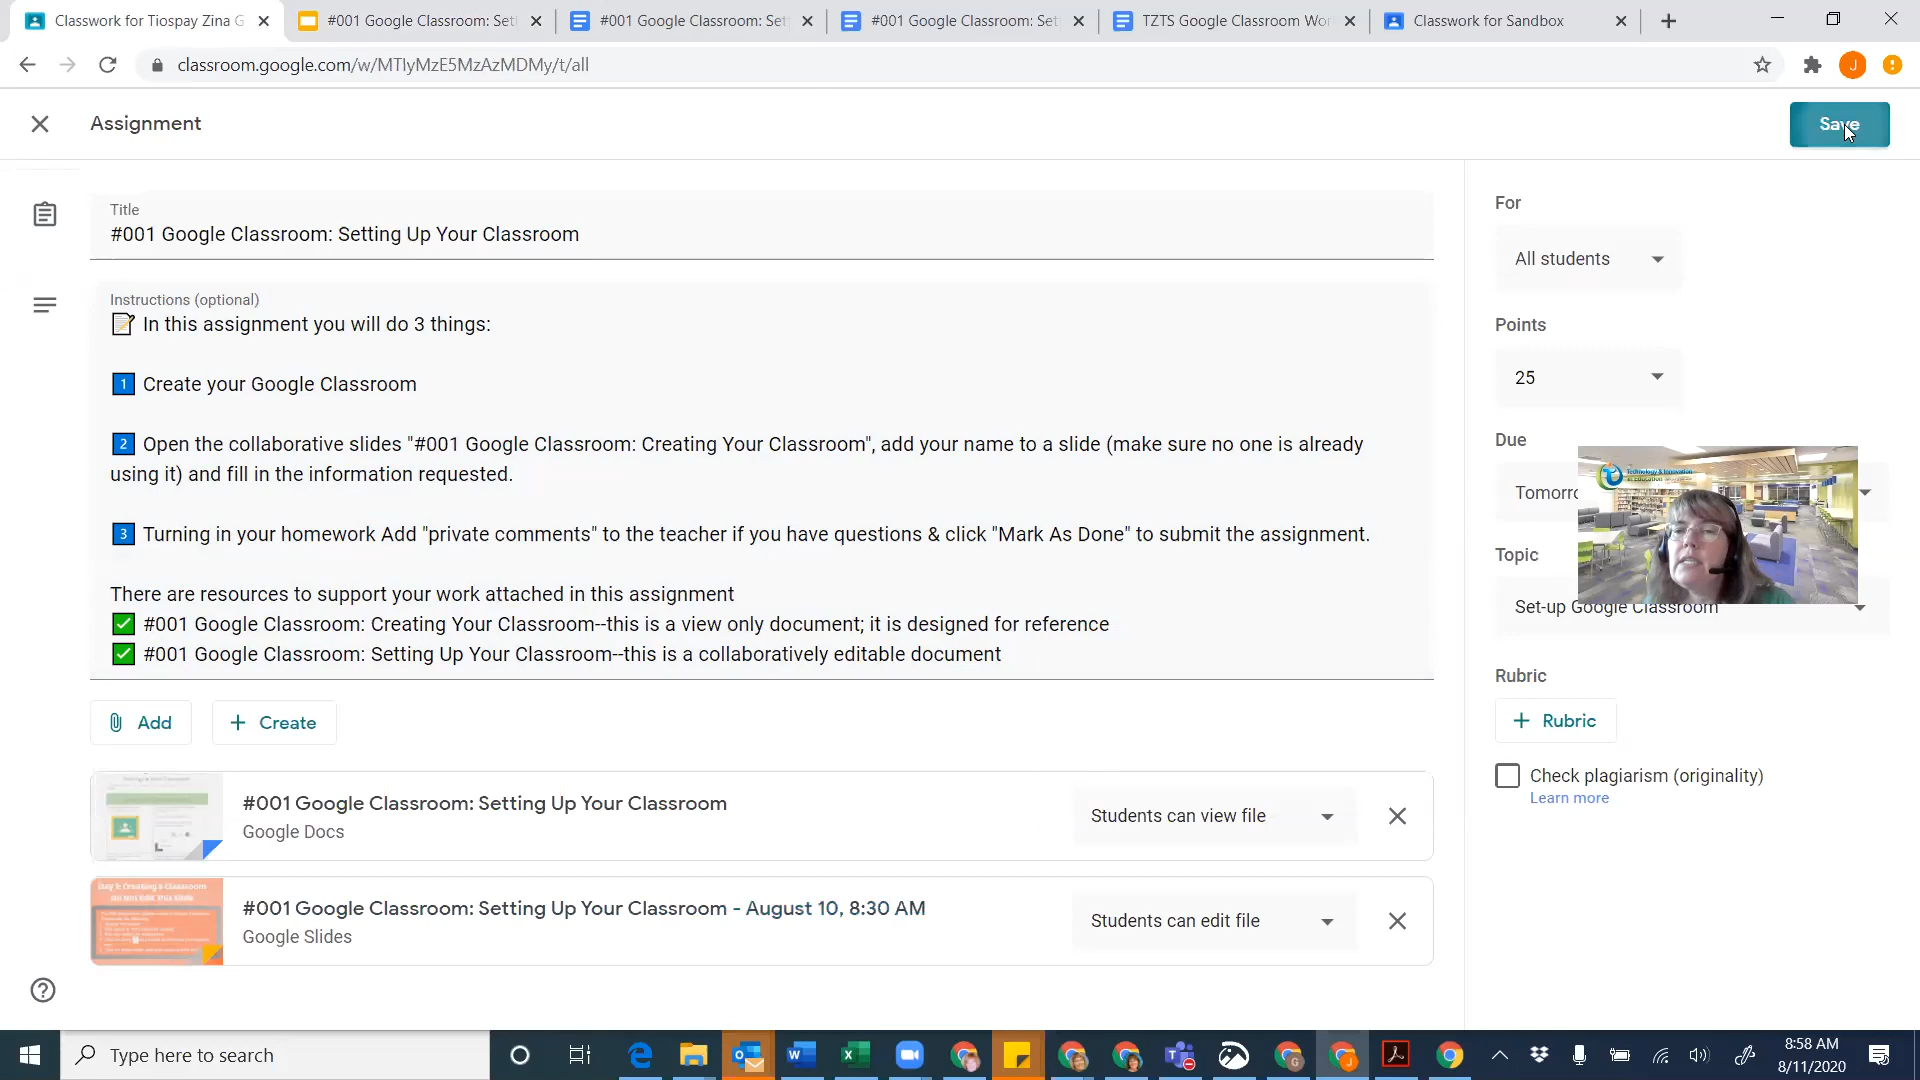 Classwork for Tiospay Zina G
#001 Google Classroom: Set
#001 Google Classroom: Set
#001 Google Classroom: Set
TZTS Google Classroom Wor
Classwork for Sandbox
classroom.google.com/w/MTIyMzE5MzAzMDMy/t/all
J
Assignment
Save
Title
#001 Google Classroom: Setting Up Your Classroom
For
All students
Instructions (optional)
📝 In this assignment you will do 3 things:
Points
25
1 Create your Google Classroom
2 Open the collaborative slides "#001 Google Classroom: Creating Your Classroom", add your name to a slide (make sure no one is already
using it) and fill in the information requested.
Due
Tomorro
Technology & Innovation
in Education
3 Turning in your homework Add "private comments" to the teacher if you have questions & click "Mark As Done" to submit the assignment.
Topic
Set-up Google Classroom
There are resources to support your work attached in this assignment
✅ #001 Google Classroom: Creating Your Classroom--this is a view only document; it is designed for reference
✅ #001 Google Classroom: Setting Up Your Classroom--this is a collaboratively editable document
Rubric
+ Rubric
Add
+ Create
Check plagiarism (originality)
Learn more
#001 Google Classroom: Setting Up Your Classroom
Google Docs
Students can view file
Day 1: Creating a Classroom
#001 Google Classroom: Setting Up Your Classroom - August 10, 8:30 AM
Google Slides
Students can edit file
Type here to search
8:58 AM
8/11/2020